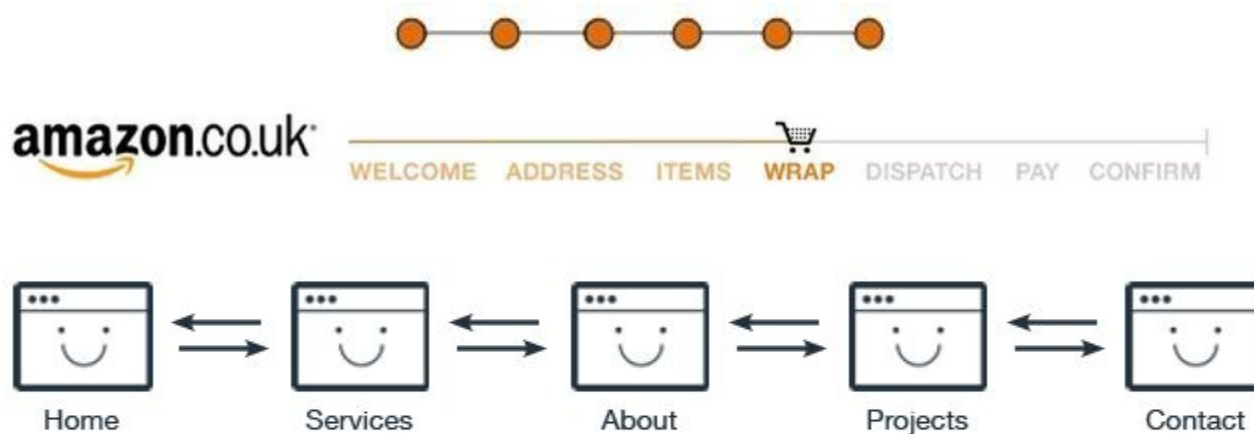 amazon.co.uk
WELCOME ADDRESS ITEMS WRAP DISPATCH PAY CONFIRM
Home Services About Projects Contact